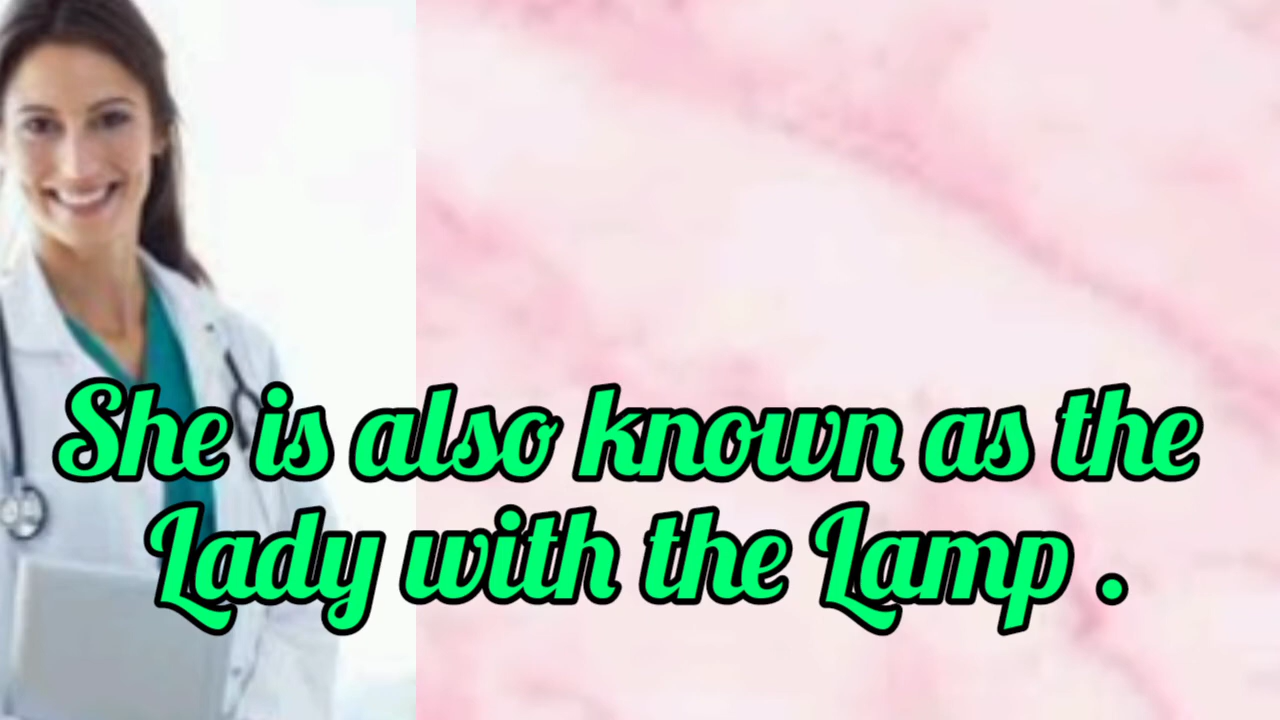 She is also known as the
Lady with the Lamp .